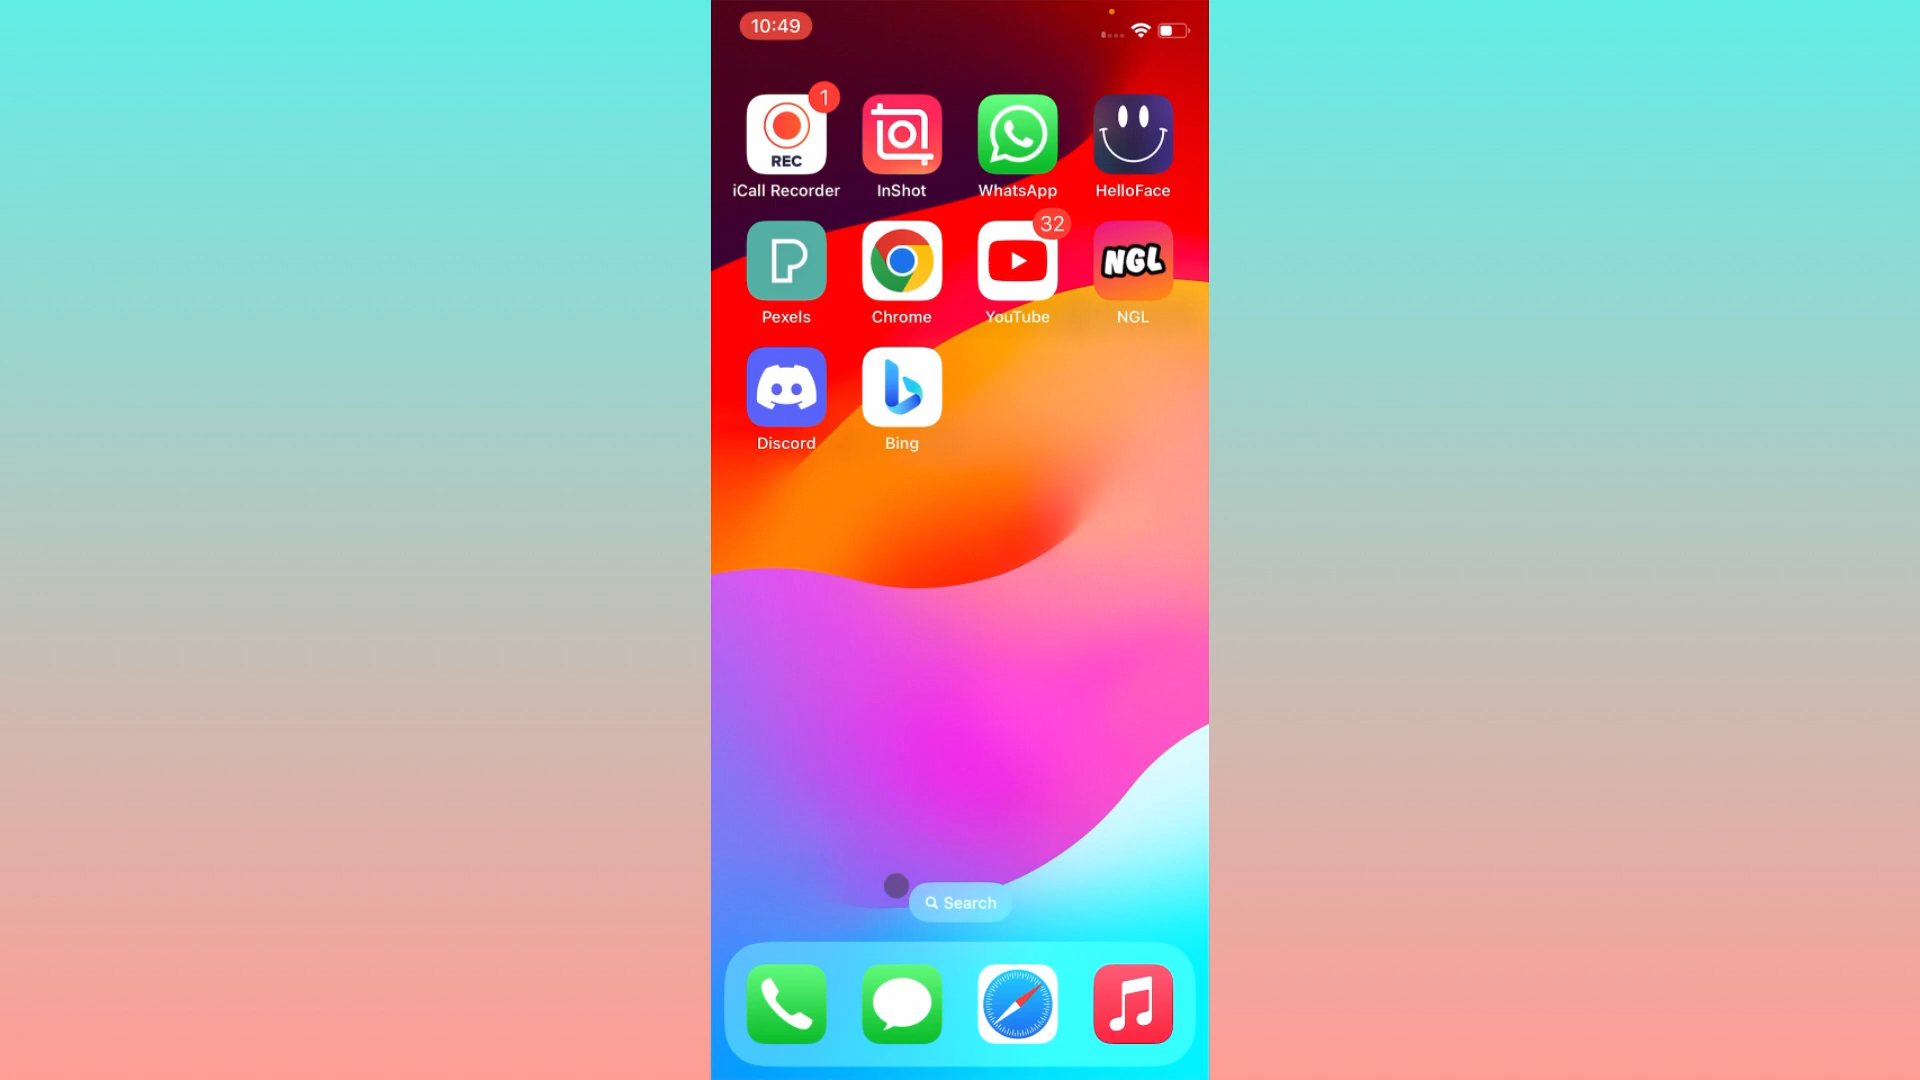 10:49
1
REC
iCall Recorder
InShot
WhatsApp
HelloFace
32
NGL
Pexels
Chrome
YouTube
NGL
Discord
Bing
Search